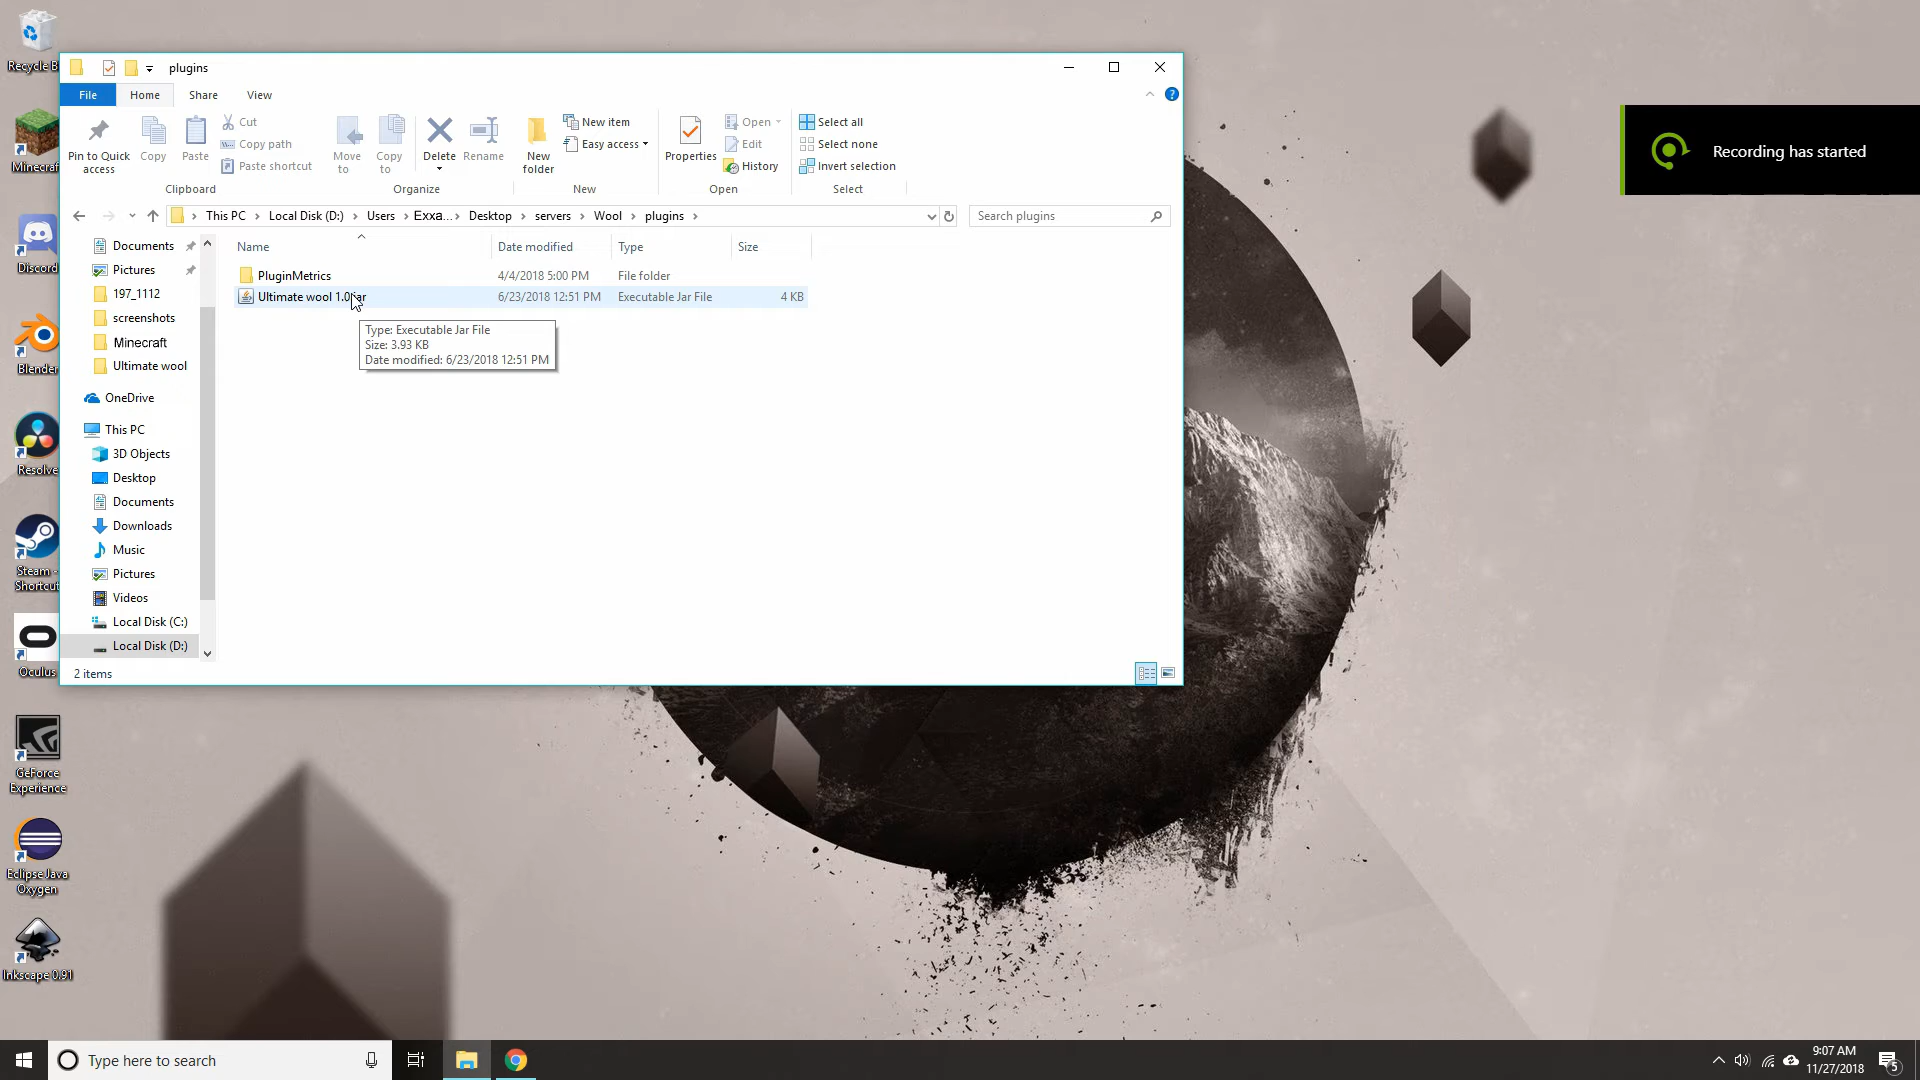 Recycle B
Minecraf
Discord
Blender
Resolve
Steam -
Shortcut
Oculus
GeForce
Experience
Eclipse Java
Oxygen
Inkscape 0.91
plugins
File
Home
Share
View
Pin to Quick
access
Copy
Paste
Cut
Copy path
Paste shortcut
Clipboard
Move
to
Copy
to
Delete
Rename
Organize
New
folder
New item
Easy access
New
Properties
Open
Edit
History
Open
Select all
Select none
Invert selection
Select
This PC
Local Disk (D:)
Users
Exxa...
Desktop
servers
Wool
plugins
Search plugins
Documents
Pictures
197_1112
screenshots
Minecraft
Ultimate wool
OneDrive
This PC
3D Objects
Desktop
Documents
Downloads
Music
Pictures
Videos
Local Disk (C:)
Local Disk (D:)
Name
Date modified
Type
Size
PluginMetrics
4/4/2018 5:00 PM
File folder
Ultimate wool 1.0.jar
6/23/2018 12:51 PM
Executable Jar File
4 KB
Type: Executable Jar File
Size: 3.93 KB
Date modified: 6/23/2018 12:51 PM
2 items
Recording has started
Type here to search
9:07 AM
11/27/2018
5